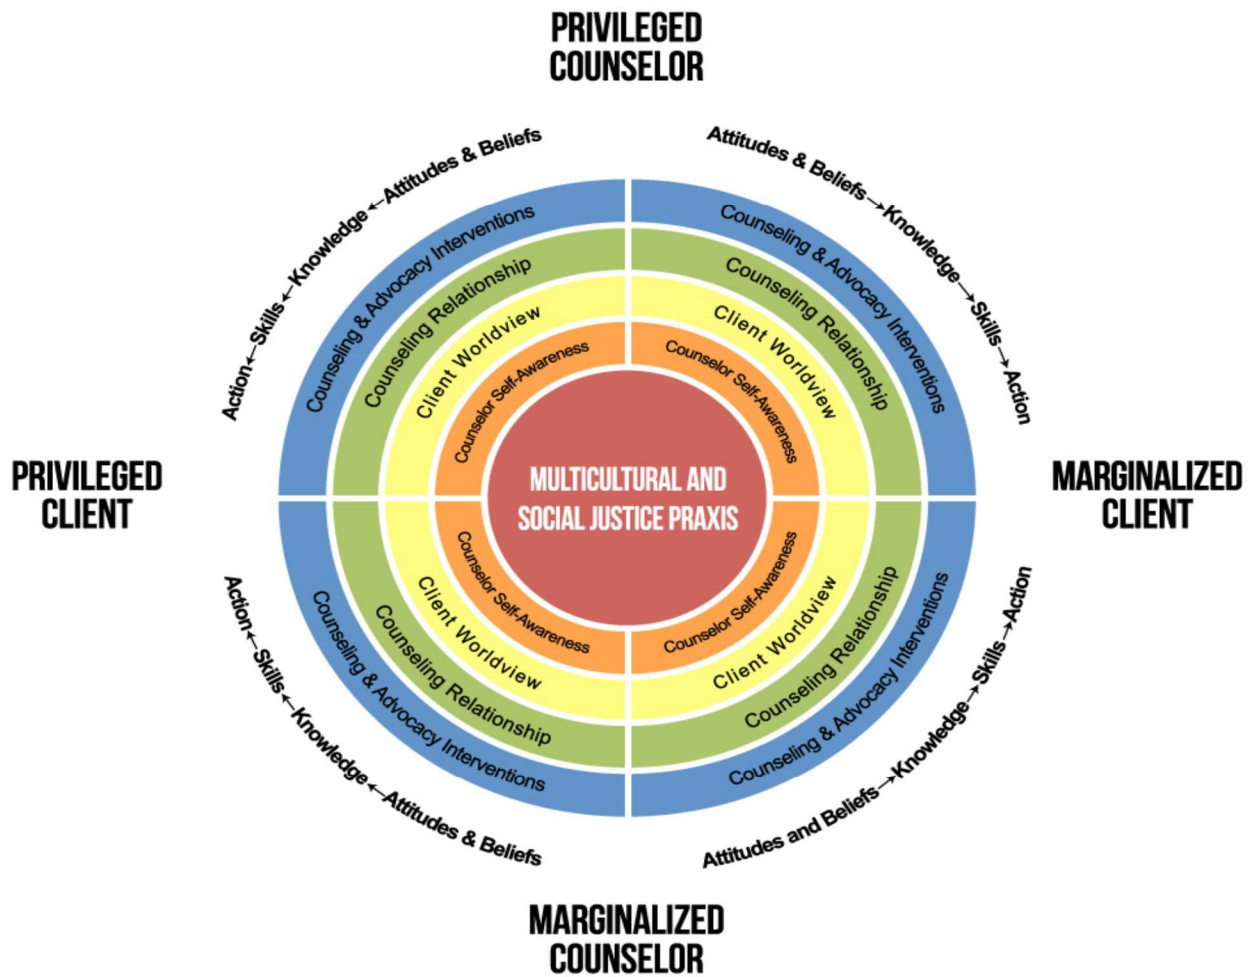 PRIVILEGED
COUNSELOR
Attitudes & Beliefs
Knowledge
Skills
Action
Attitudes & Beliefs
Knowledge
Skills
Action
Counseling & Advocacy Interventions
Counseling Relationship
Client Worldview
Counselor Self-Awareness
Counseling & Advocacy Interventions
Counseling Relationship
Client Worldview
Counselor Self-Awareness
PRIVILEGED
CLIENT
MULTICULTURAL AND
SOCIAL JUSTICE PRAXIS
MARGINALIZED
CLIENT
Counselor Self-Awareness
Client Worldview
Counseling Relationship
Counseling & Advocacy Interventions
Counselor Self-Awareness
Client Worldview
Counseling Relationship
Counseling & Advocacy Interventions
Attitudes & Beliefs
Knowledge
Skills
Action
Attitudes and Beliefs
Knowledge
Skills
Action
MARGINALIZED
COUNSELOR